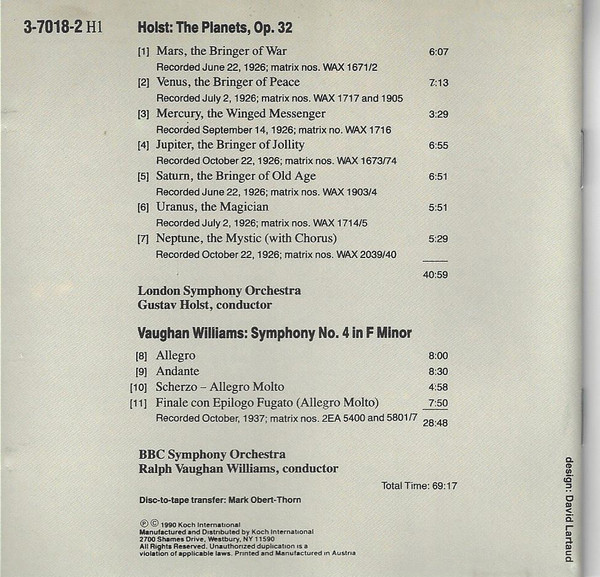 3-7018-2 H1 Holst: The Planets, Op. 32
[1] Mars, the Bringer of War 6:07
Recorded June 22, 1926; matrix nos. WAX 1671/2
[2] Venus, the Bringer of Peace 7:13
Recorded July 2, 1926; matrix nos. WAX 1717 and 1905
[3] Mercury, the Winged Messenger 3:29
Recorded September 14, 1926; matrix no. WAX 1716
[4] Jupiter, the Bringer of Jollity 6:55
Recorded October 22, 1926; matrix nos. WAX 1673/74
[5] Saturn, the Bringer of Old Age 6:51
Recorded June 22, 1926; matrix nos. WAX 1903/4
[6] Uranus, the Magician 5:51
Recorded July 2, 1926; matrix nos. WAX 1714/5
[7] Neptune, the Mystic (with Chorus) 5:29
Recorded October 22, 1926; matrix nos. WAX 2039/40
40:59
London Symphony Orchestra
Gustav Holst, conductor
Vaughan Williams: Symphony No. 4 in F Minor
[8] Allegro 8:00
[9] Andante 8:30
[10] Scherzo – Allegro Molto 4:58
[11] Finale con Epilogo Fugato (Allegro Molto) 7:50
Recorded October, 1937; matrix nos. 2EA 5400 and 5801/7 28:48
BBC Symphony Orchestra
Ralph Vaughan Williams, conductor
Total Time: 69:17
Disc-to-tape transfer: Mark Obert-Thorn
℗ © 1990 Koch International
Manufactured and Distributed by Koch International
2700 Shames Drive, Westbury, NY 11590
All Rights Reserved. Unauthorized duplication is a
violation of applicable laws. Printed and Manufactured in Austria
design: David Lartaud